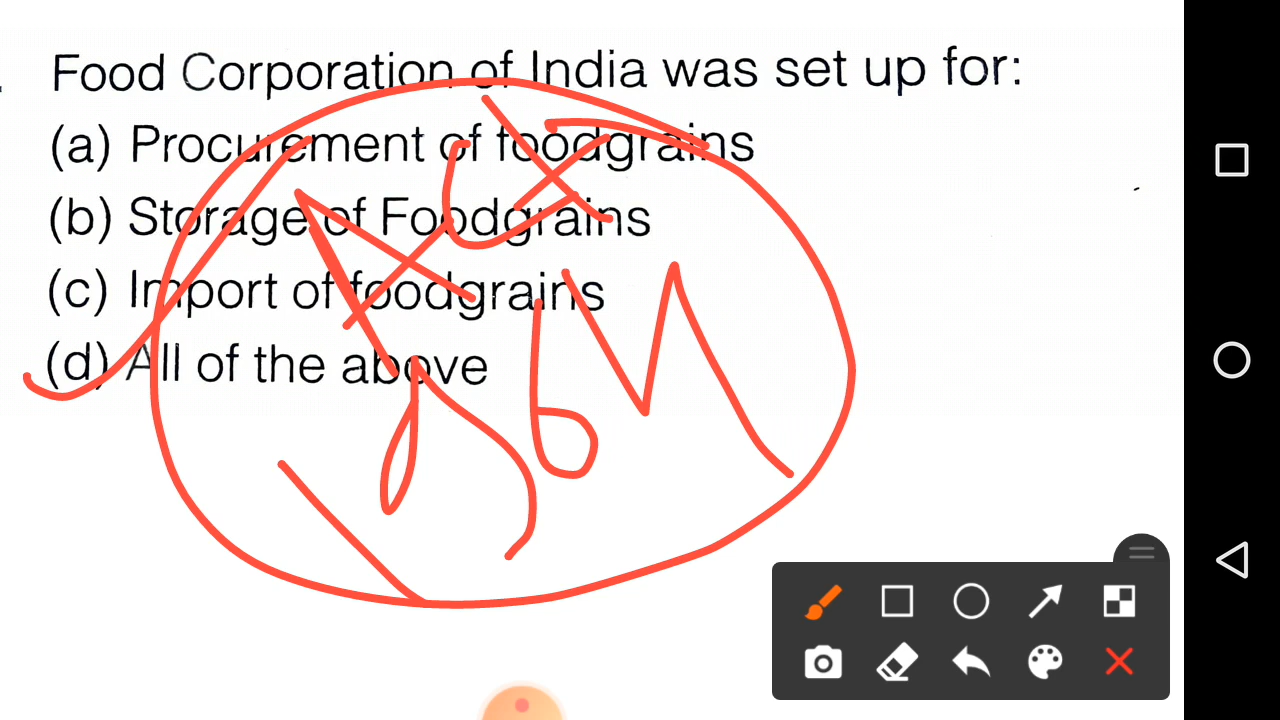 Food Corporation of India was set up for:
(a) Procurement of foodgrains
(b) Storage of Foodgrains
(c) Import of foodgrains
(d) All of the above